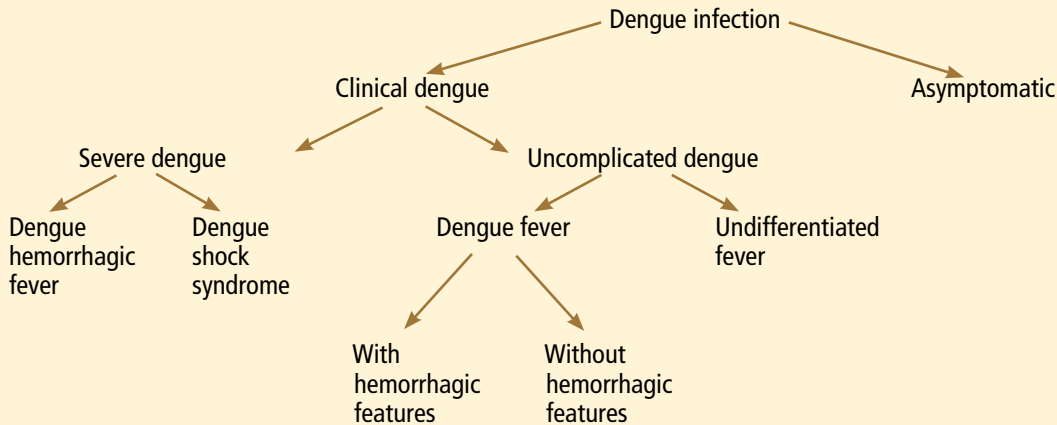 Dengue infection
Clinical dengue
Asymptomatic
Severe dengue
Uncomplicated dengue
Dengue
hemorrhagic
fever
Dengue
shock
syndrome
Dengue fever
Undifferentiated
fever
With
hemorrhagic
features
Without
hemorrhagic
features